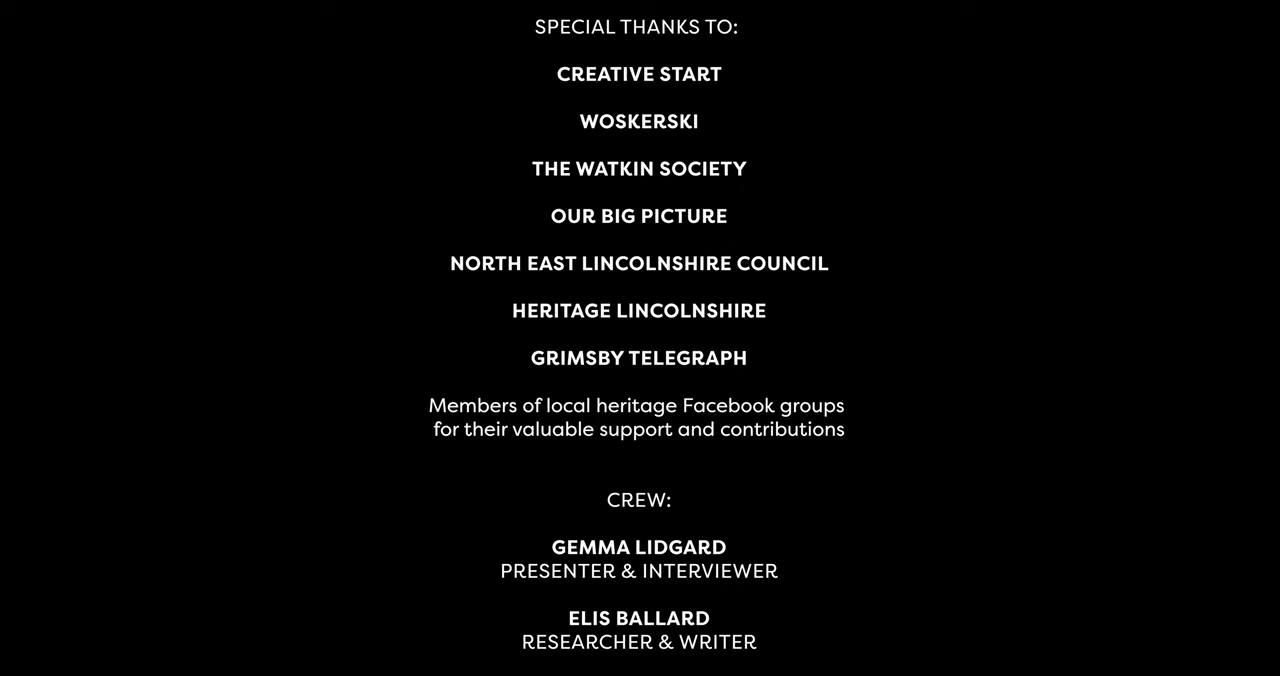 SPECIAL THANKS TO:
CREATIVE START
WOSKERSKI
THE WATKIN SOCIETY
OUR BIG PICTURE
NORTH EAST LINCOLNSHIRE COUNCIL
HERITAGE LINCOLNSHIRE
GRIMSBY TELEGRAPH
Members of local heritage Facebook groups
for their valuable support and contributions
CREW:
GEMMA LIDGARD
PRESENTER & INTERVIEWER
ELIS BALLARD
RESEARCHER & WRITER